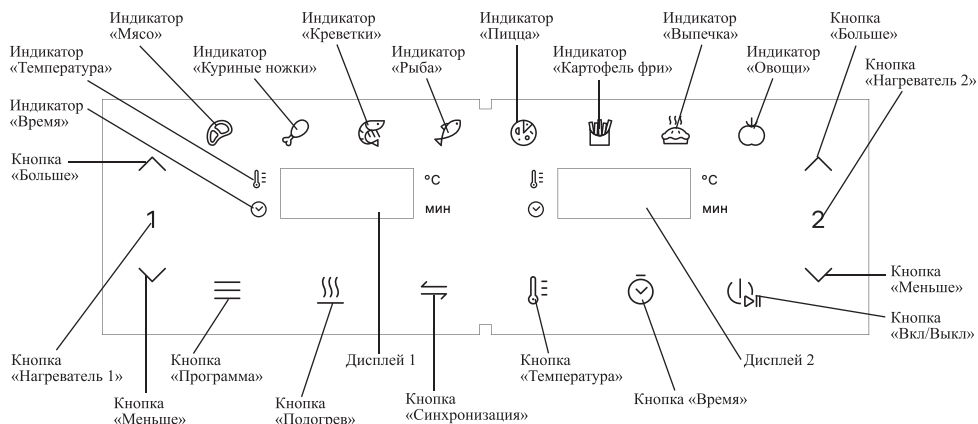 Индикатор
«Мясо»
Индикатор
«Креветки»
Индикатор
«Пицца»
Индикатор
«Выпечка»
Кнопка
«Больше»
Индикатор
«Температура»
Индикатор
«Куриные ножки»
Индикатор
«Рыба»
Индикатор
«Картофель фри»
Индикатор
«Овощи»
Кнопка
«Нагреватель 2»
Индикатор
«Время»
Кнопка
«Больше»
°C
мин
°C
мин
1
2
Кнопка
«Меньше»
Кнопка
«Вкл/Выкл»
Кнопка
«Нагреватель 1»
Кнопка
«Программа»
Дисплей 1
Кнопка
«Температура»
Дисплей 2
Кнопка
«Меньше»
Кнопка
«Подогрев»
Кнопка
«Синхронизация»
Кнопка «Время»